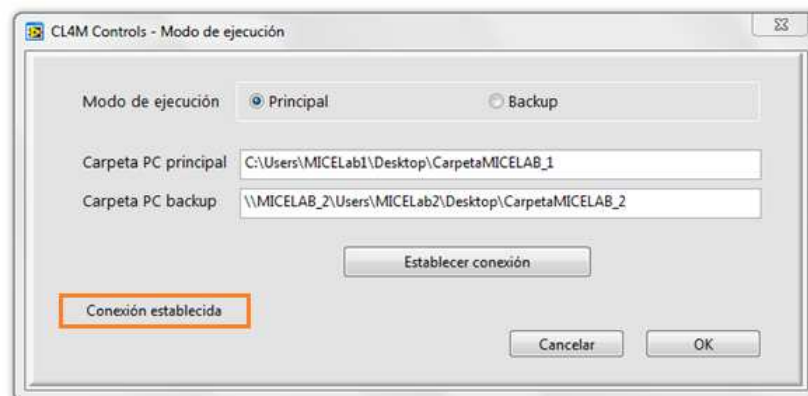 CL4M Controls - Modo de ejecución
Modo de ejecución Principal Backup
Carpeta PC principal C:\Users\MICELab1\Desktop\CarpetaMICELAB_1
Carpeta PC backup \\MICELAB_2\Users\MICELab2\Desktop\CarpetaMICELAB_2
Establecer conexión
Conexión establecida
Cancelar OK